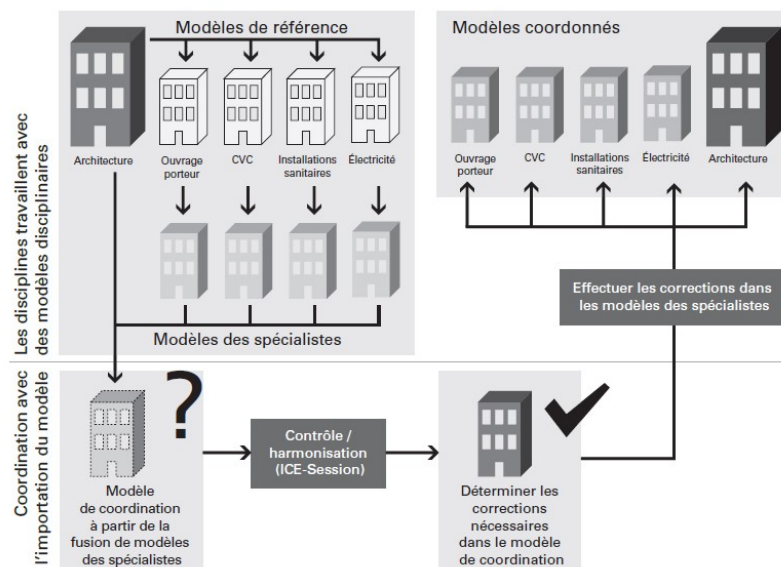 Les disciplines travaillent avec
des modèles disciplinaires
Modèles de référence
Architecture
Ouvrage
porteur
CVC
Installations
sanitaires
Électricité
Modèles des spécialistes
Modèles coordonnés
Ouvrage
porteur
CVC
Installations
sanitaires
Électricité
Architecture
Effectuer les corrections dans
les modèles des spécialistes
Coordination avec
l'importation du modèle
?
Modèle
de coordination
à partir de la
fusion de modèles
des spécialistes
Contrôle /
harmonisation
(ICE-Session)
Déterminer les
corrections
nécessaires
dans le modèle
de coordination